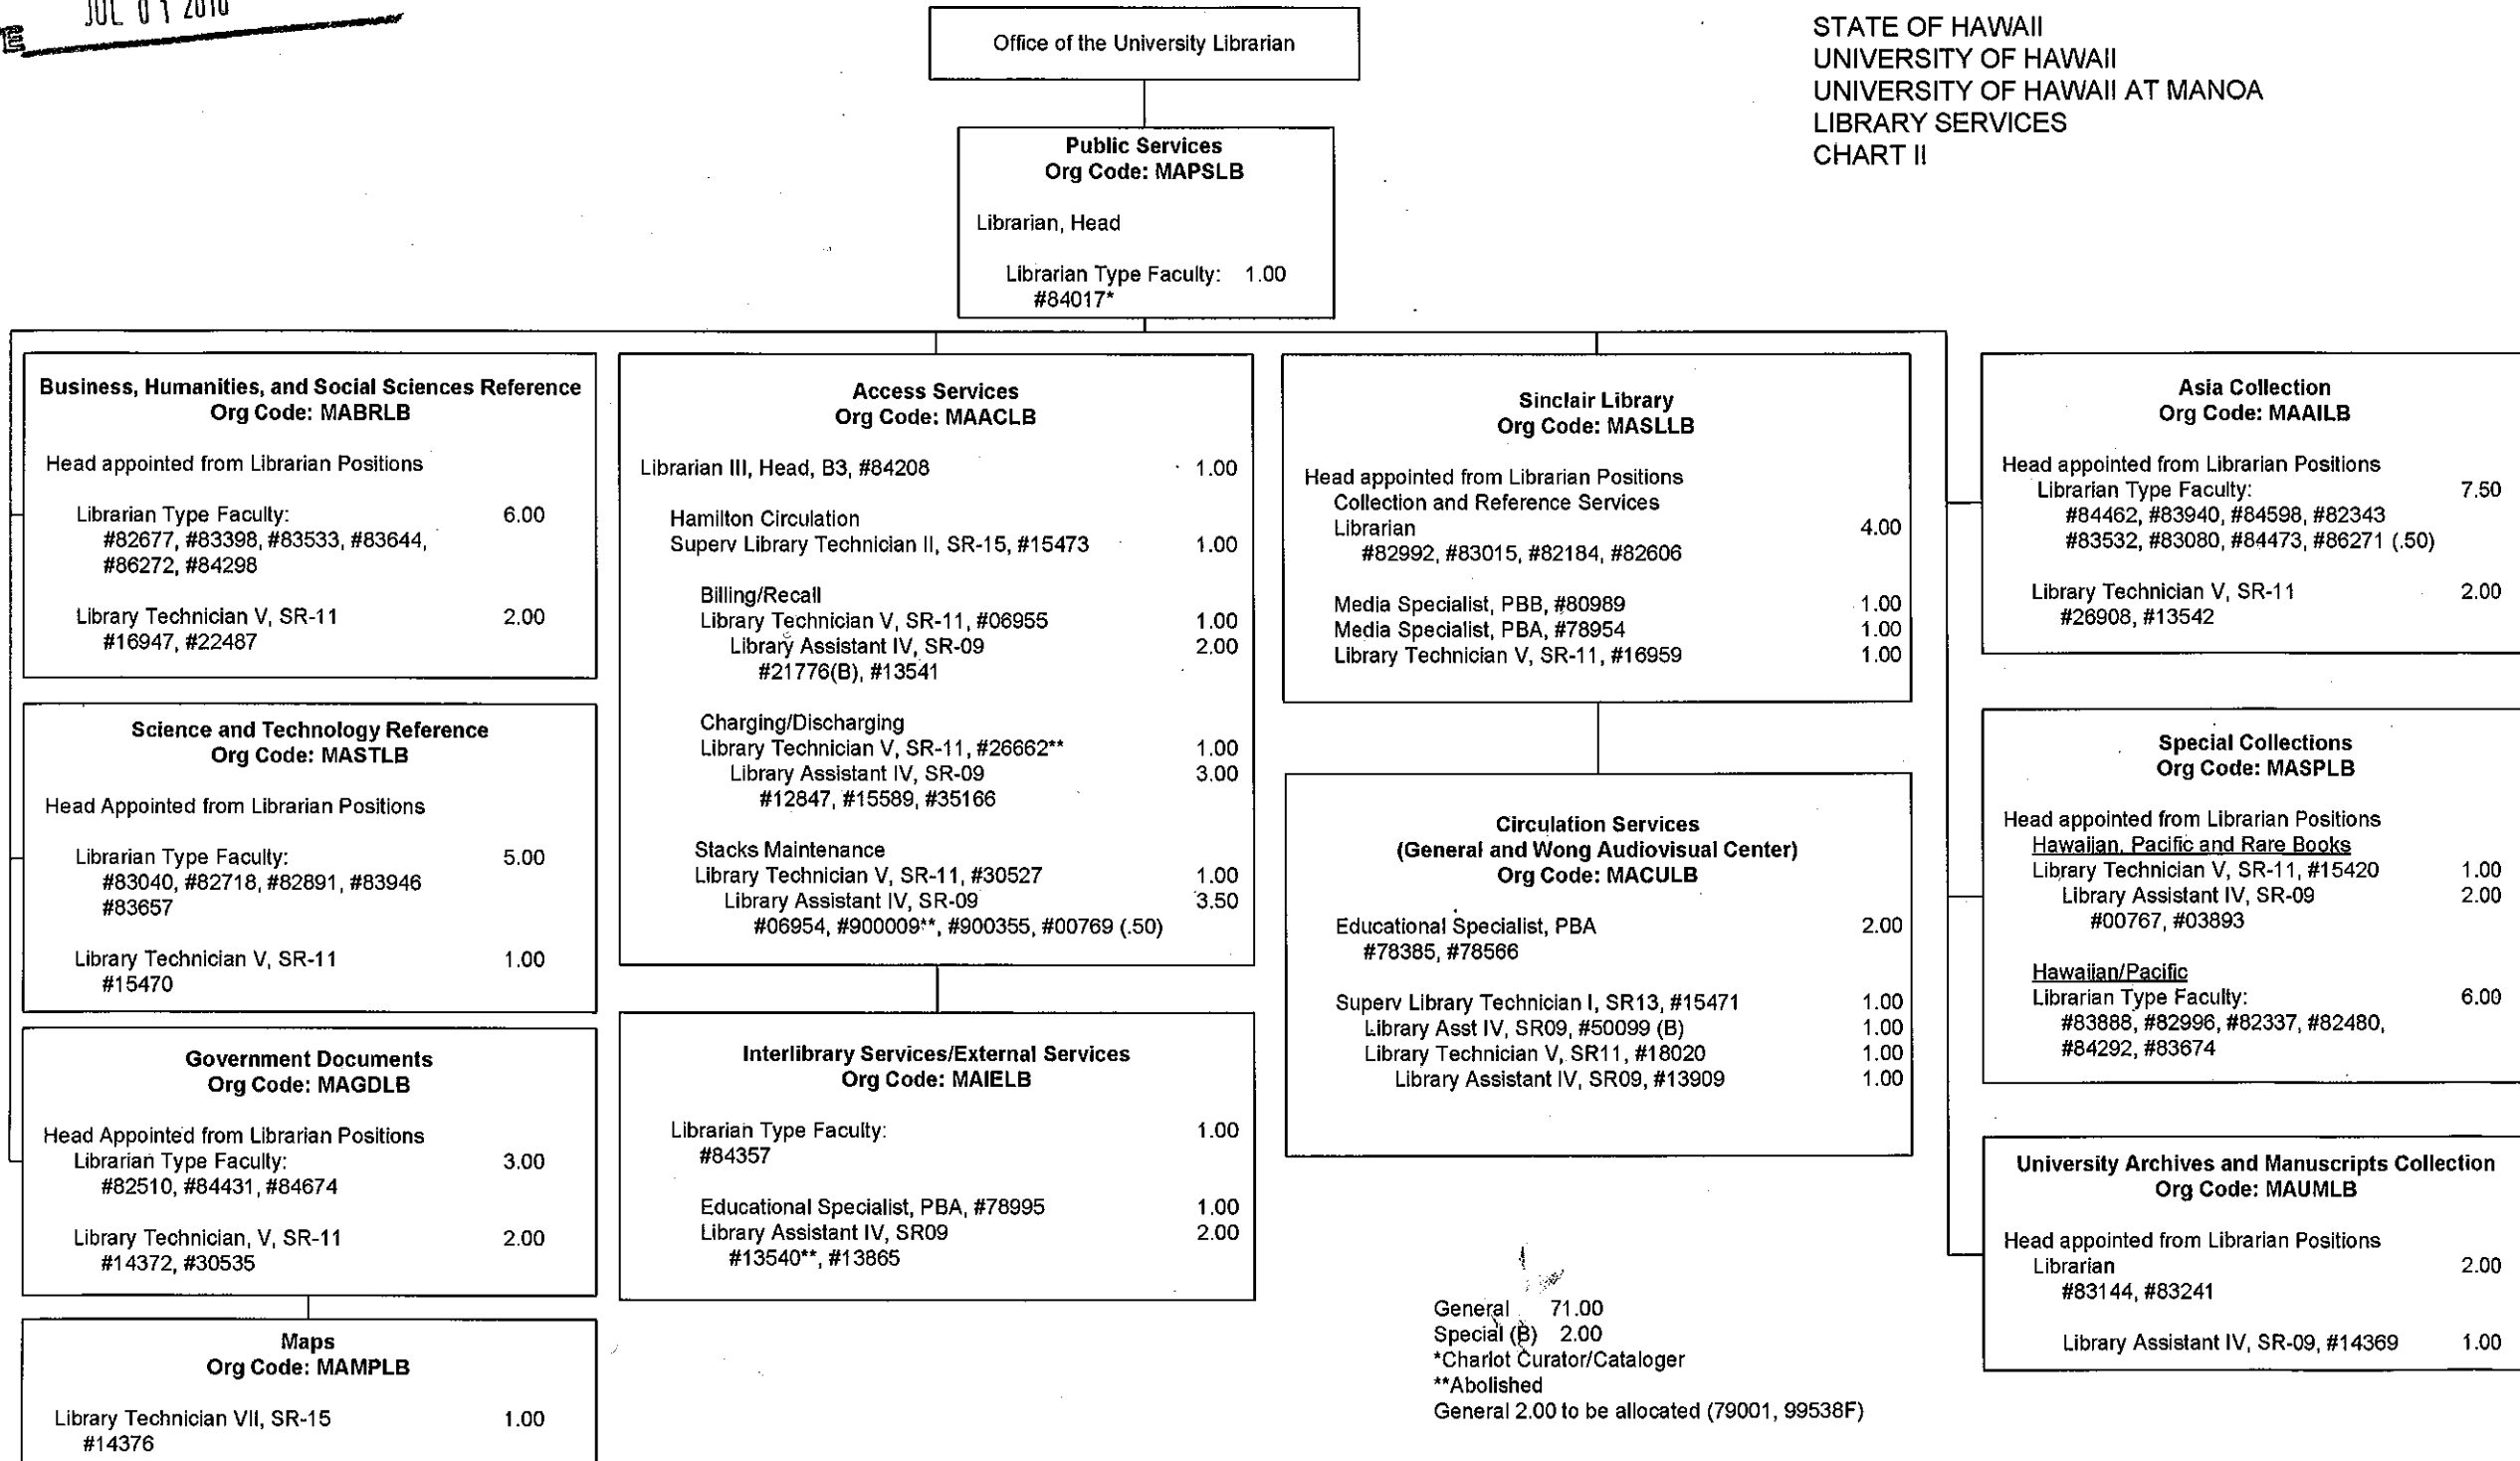 JUL 01 2010
Office of the University Librarian
STATE OF HAWAII
UNIVERSITY OF HAWAII
UNIVERSITY OF HAWAII AT MANOA
LIBRARY SERVICES
CHART II
Public Services
Org Code: MAPSLB
Librarian, Head
Librarian Type Faculty: 1.00
#84017*
Business, Humanities, and Social Sciences Reference
Org Code: MABRLB
Head appointed from Librarian Positions
Librarian Type Faculty: 6.00
#82677, #83398, #83533, #83644,
#86272, #84298
Library Technician V, SR-11 2.00
#16947, #22487
Science and Technology Reference
Org Code: MASTLB
Head Appointed from Librarian Positions
Librarian Type Faculty: 5.00
#83040, #82718, #82891, #83946
#83657
Library Technician V, SR-11 1.00
#15470
Government Documents
Org Code: MAGDLB
Head Appointed from Librarian Positions
Librarian Type Faculty: 3.00
#82510, #84431, #84674
Library Technician, V, SR-11 2.00
#14372, #30535
Maps
Org Code: MAMPLB
Library Technician VII, SR-15 1.00
#14376
Access Services
Org Code: MAACLB
Librarian III, Head, B3, #84208 1.00
Hamilton Circulation
Superv Library Technician II, SR-15, #15473 1.00
Billing/Recall
Library Technician V, SR-11, #06955 1.00
Library Assistant IV, SR-09 2.00
#21776(B), #13541
Charging/Discharging
Library Technician V, SR-11, #26662** 1.00
Library Assistant IV, SR-09 3.00
#12847, #15589, #35166
Stacks Maintenance
Library Technician V, SR-11, #30527 1.00
Library Assistant IV, SR-09 3.50
#06954, #900009**, #900355, #00769 (.50)
Interlibrary Services/External Services
Org Code: MAIELB
Librarian Type Faculty: 1.00
#84357
Educational Specialist, PBA, #78995 1.00
Library Assistant IV, SR09 2.00
#13540**, #13865
Sinclair Library
Org Code: MASLLB
Head appointed from Librarian Positions
Collection and Reference Services
Librarian 4.00
#82992, #83015, #82184, #82606
Media Specialist, PBB, #80989 1.00
Media Specialist, PBA, #78954 1.00
Library Technician V, SR-11, #16959 1.00
Circulation Services
(General and Wong Audiovisual Center)
Org Code: MACULB
Educational Specialist, PBA 2.00
#78385, #78566
Superv Library Technician I, SR13, #15471 1.00
Library Asst IV, SR09, #50099 (B) 1.00
Library Technician V, SR11, #18020 1.00
Library Assistant IV, SR09, #13909 1.00
Asia Collection
Org Code: MAAILB
Head appointed from Librarian Positions
Librarian Type Faculty: 7.50
#84462, #83940, #84598, #82343
#83532, #83080, #84473, #86271 (.50)
Library Technician V, SR-11 2.00
#26908, #13542
Special Collections
Org Code: MASPLB
Head appointed from Librarian Positions
Hawaiian, Pacific and Rare Books
Library Technician V, SR-11, #15420 1.00
Library Assistant IV, SR-09 2.00
#00767, #03893
Hawaiian/Pacific
Librarian Type Faculty: 6.00
#83888, #82996, #82337, #82480,
#84292, #83674
University Archives and Manuscripts Collection
Org Code: MAUMLB
Head appointed from Librarian Positions
Librarian 2.00
#83144, #83241
Library Assistant IV, SR-09, #14369 1.00
General 71.00
Special (B) 2.00
*Charlot Curator/Cataloger
**Abolished
General 2.00 to be allocated (79001, 99538F)